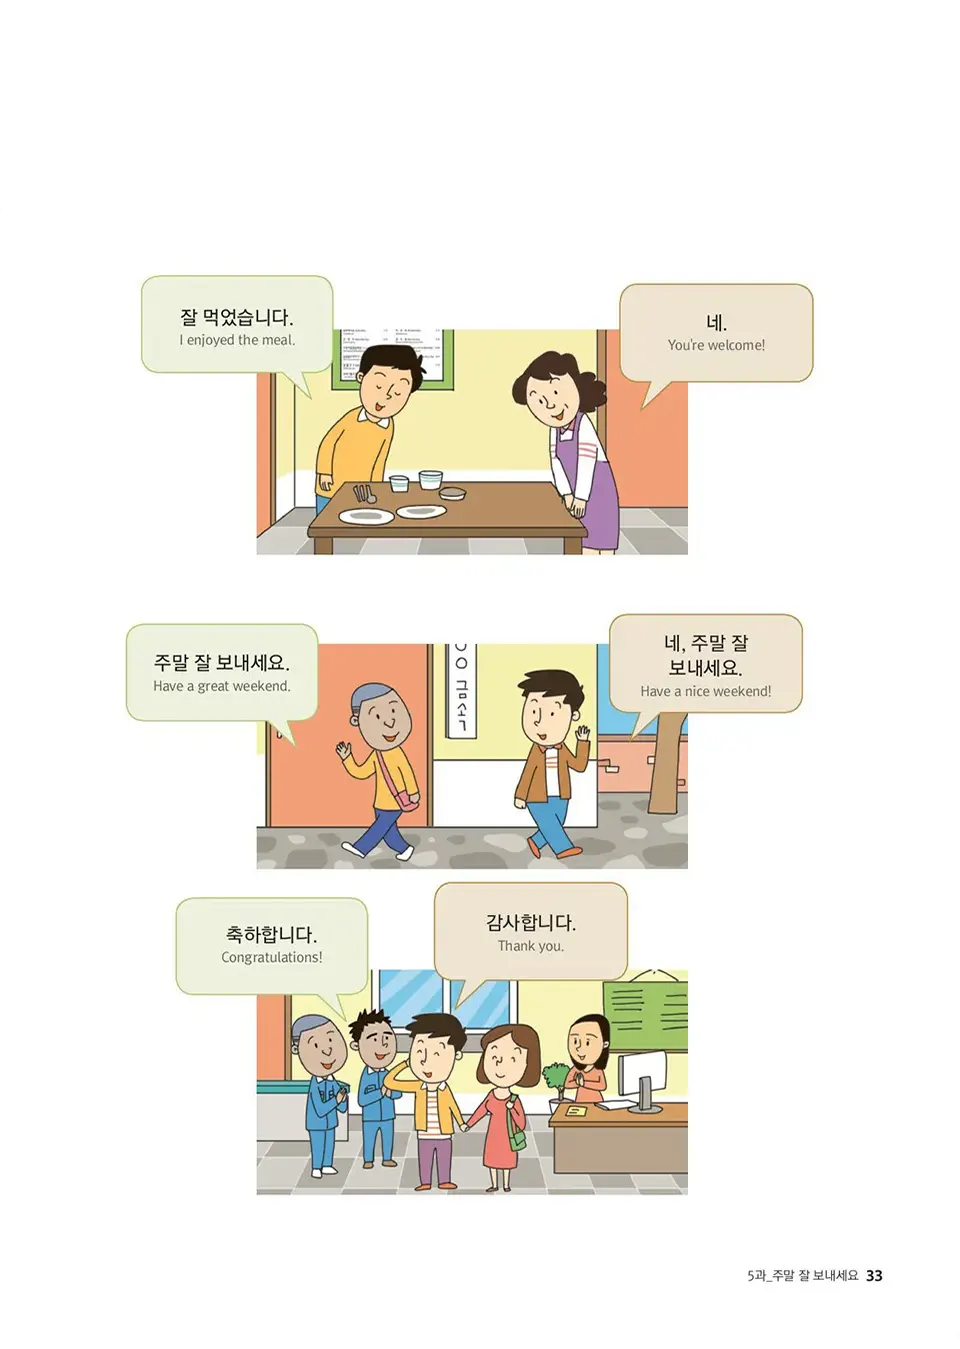 잘 먹었습니다.
I enjoyed the meal.
네.
You're welcome!
주말 잘 보내세요.
Have a great weekend.
네, 주말 잘
보내세요.
Have a nice weekend!
금
소
축하합니다.
Congratulations!
감사합니다.
Thank you.
5과_주말 잘 보내세요 33